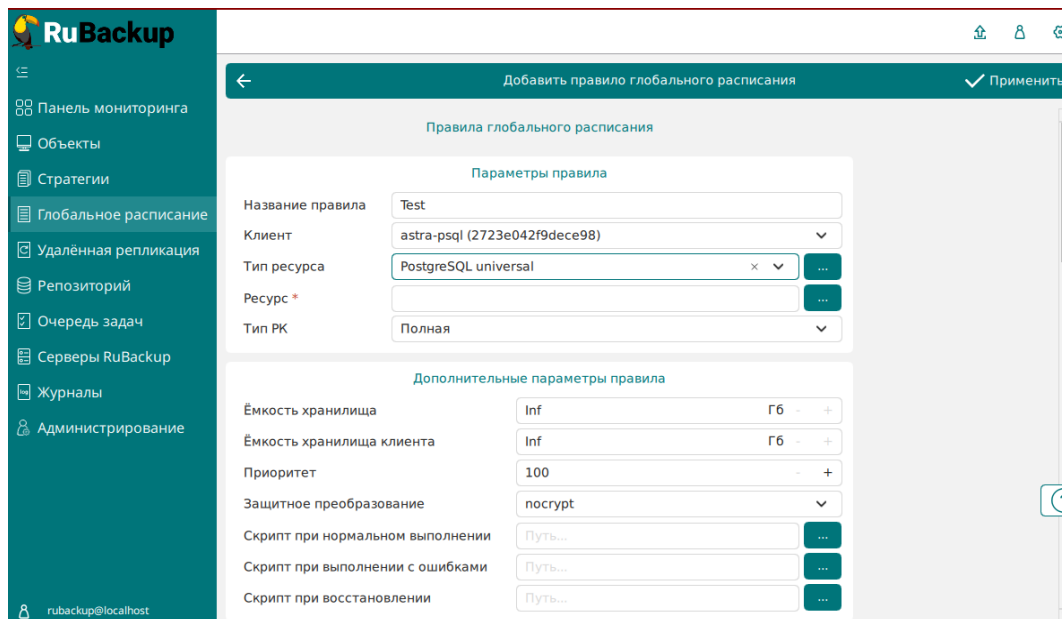 RuBackup
Добавить правило глобального расписания
Применить
Панель мониторинга
Объекты
Стратегии
Глобальное расписание
Удалённая репликация
Репозиторий
Очередь задач
Серверы RuBackup
Журналы
Администрирование
rubackup@localhost
Правила глобального расписания
Параметры правила
Название правила Test
Клиент astra-psql (2723e042f9dece98)
Тип ресурса PostgreSQL universal ...
Ресурс * ...
Тип РК Полная
Дополнительные параметры правила
Ёмкость хранилища Inf Гб - +
Ёмкость хранилища клиента Inf Гб - +
Приоритет 100 - +
Защитное преобразование nocrypt
Скрипт при нормальном выполнении Путь... ...
Скрипт при выполнении с ошибками Путь... ...
Скрипт при восстановлении Путь... ...